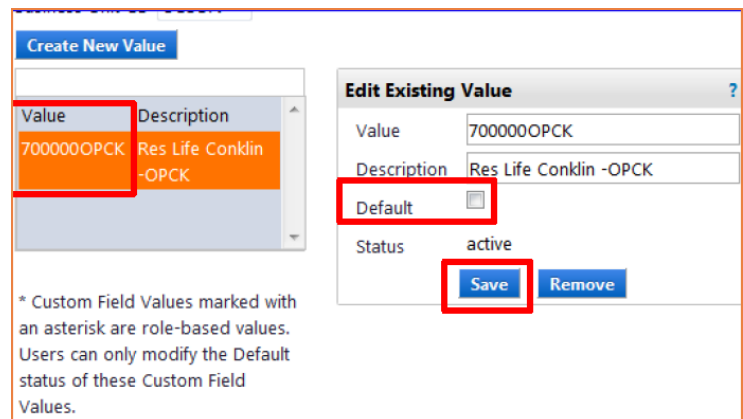 Create New Value
Value Description
700000OPCK Res Life Conklin
-OPCK
* Custom Field Values marked with
an asterisk are role-based values.
Users can only modify the Default
status of these Custom Field
Values.
Edit Existing Value ?
Value 700000OPCK
Description Res Life Conklin -OPCK
Default
Status active
Save Remove